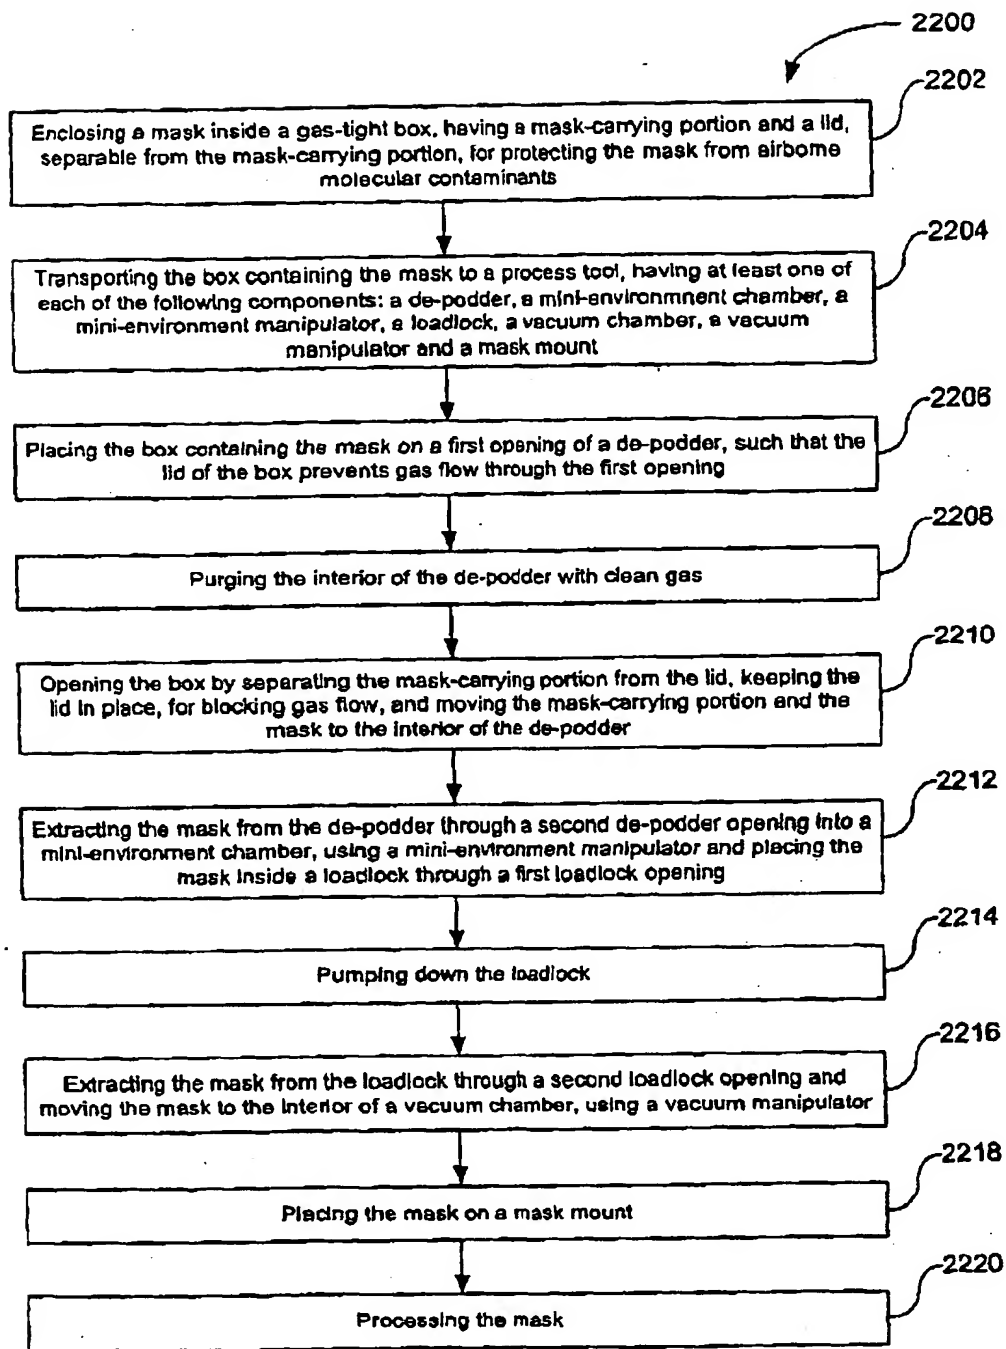 2200
2202
Enclosing a mask inside a gas-tight box, having a mask-carrying portion and a lid,
separable from the mask-carrying portion, for protecting the mask from airborne
molecular contaminants
2204
Transporting the box containing the mask to a process tool, having at least one of
each of the following components: a de-podder, a mini-environmnent chamber, a
mini-environment manipulator, a loadlock, a vacuum chamber, a vacuum
manipulator and a mask mount
2206
Placing the box containing the mask on a first opening of a de-podder, such that the
lid of the box prevents gas flow through the first opening
2208
Purging the interior of the de-podder with clean gas
2210
Opening the box by separating the mask-carrying portion from the lid, keeping the
lid in place, for blocking gas flow, and moving the mask-carrying portion and the
mask to the interior of the de-podder
2212
Extracting the mask from the de-podder through a second de-podder opening into a
mini-environment chamber, using a mini-environment manipulator and placing the
mask inside a loadlock through a first loadlock opening
2214
Pumping down the loadlock
2216
Extracting the mask from the loadlock through a second loadlock opening and
moving the mask to the interior of a vacuum chamber, using a vacuum manipulator
2218
Placing the mask on a mask mount
2220
Processing the mask